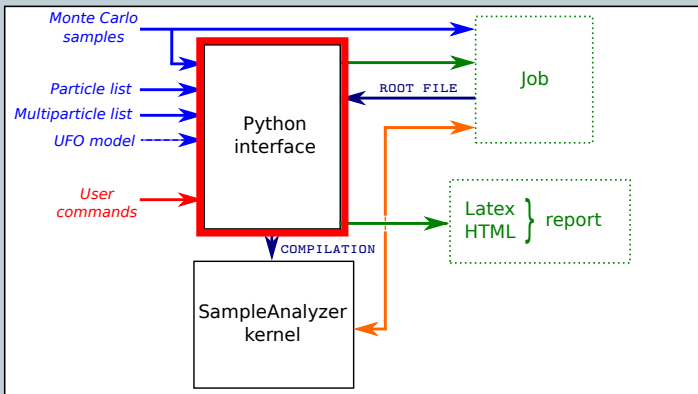 Monte Carlo
samples
Particle list
Multiparticle list
UFO model
User
commands
Python
interface
ROOT FILE
Job
COMPILATION
SampleAnalyzer
kernel
Latex
HTML
} report